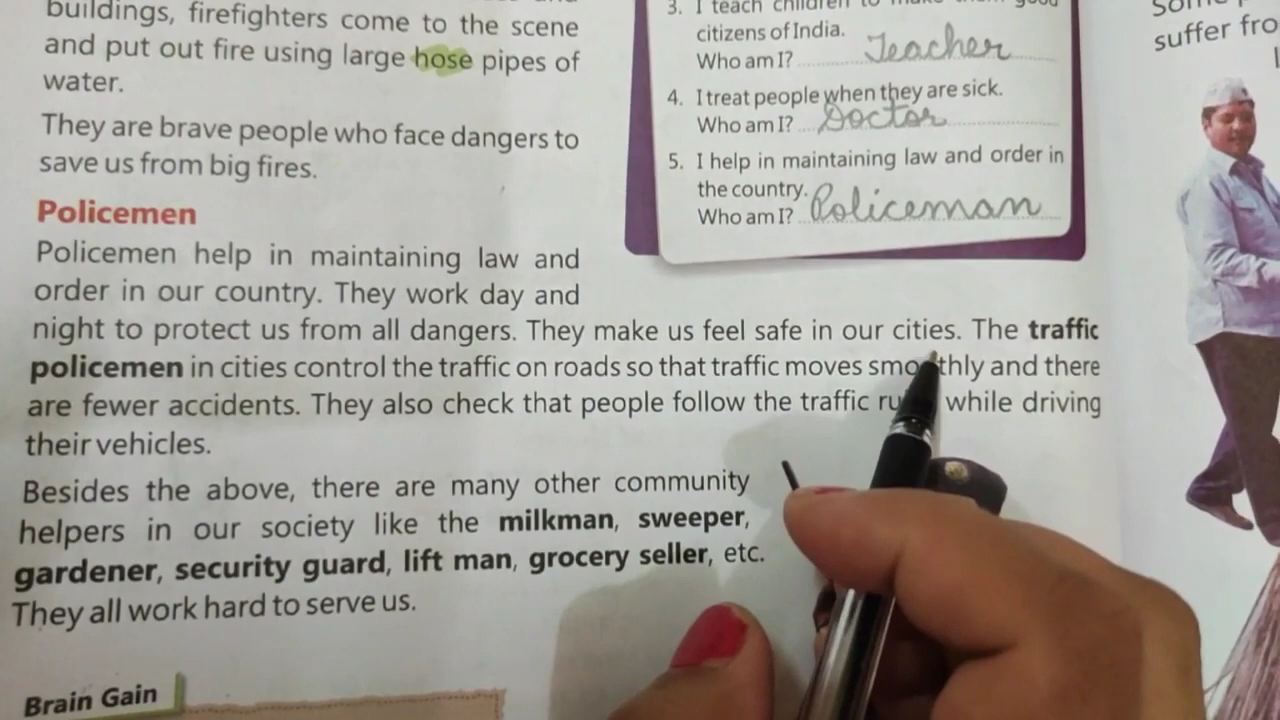 buildings, firefighters come to the scene
and put out fire using large hose pipes of
water.
They are brave people who face dangers to
save us from big fires.
Policemen
Policemen help in maintaining law and
order in our country. They work day and
night to protect us from all dangers. They make us feel safe in our cities. The traffic
policemen in cities control the traffic on roads so that traffic moves smoothly and there
are fewer accidents. They also check that people follow the traffic rules while driving
their vehicles.
Besides the above, there are many other community
helpers in our society like the milkman, sweeper,
gardener, security guard, lift man, grocery seller, etc.
They all work hard to serve us.
Brain Gain
3. I teach children to make them good
citizens of India.
Who am I? Teacher
4. I treat people when they are sick.
Who am I? Doctor
5. I help in maintaining law and order in
the country.
Who am I? Policeman
suffer fro